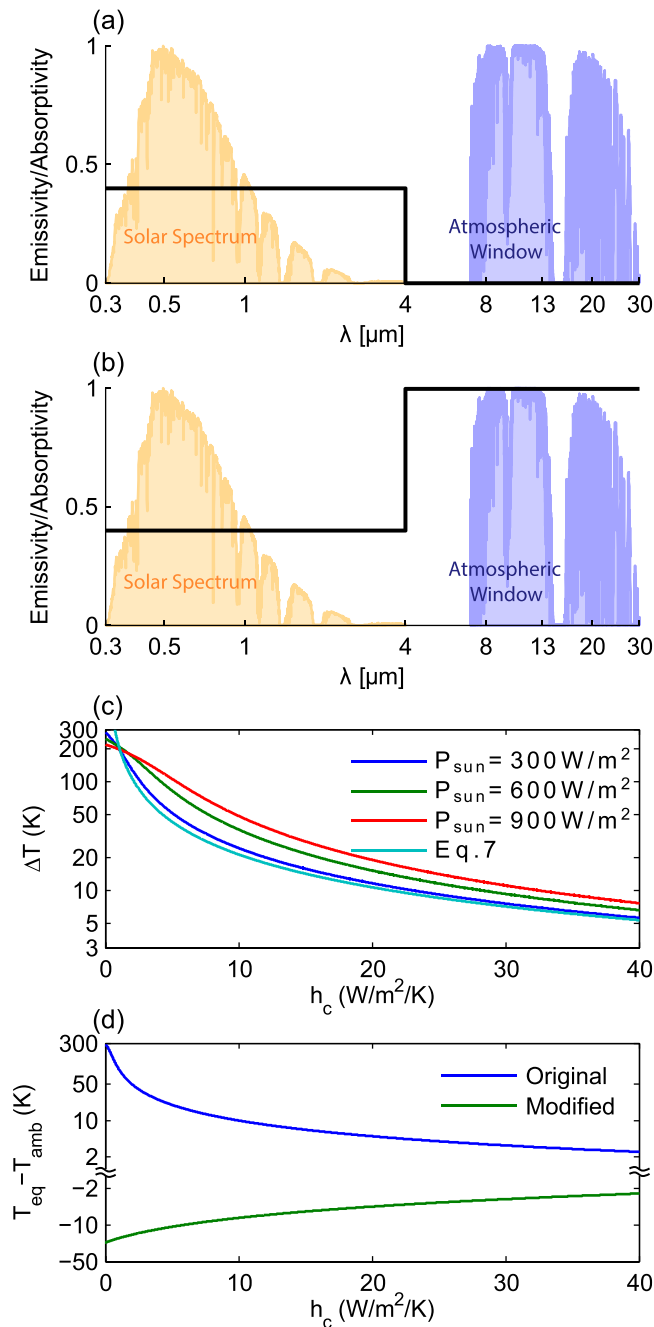 (a)
Emissivity/Absorptivity
1
0.5
0
Solar Spectrum
Atmospheric
Window
0.3 0.5 1 4 8 13 20 30
λ [µm]
(b)
Emissivity/Absorptivity
1
0.5
0
Solar Spectrum
Atmospheric
Window
0.3 0.5 1 4 8 13 20 30
λ [µm]
(c)
ΔT (K)
300
200
100
50
20
10
5
3
P_sun = 300W/m²
P_sun = 600W/m²
P_sun = 900W/m²
Eq.7
0 10 20 30 40
h_c (W/m²/K)
(d)
T_eq−T_amb (K)
300
50
10
2
−2
−10
−50
Original
Modified
0 10 20 30 40
h_c (W/m²/K)